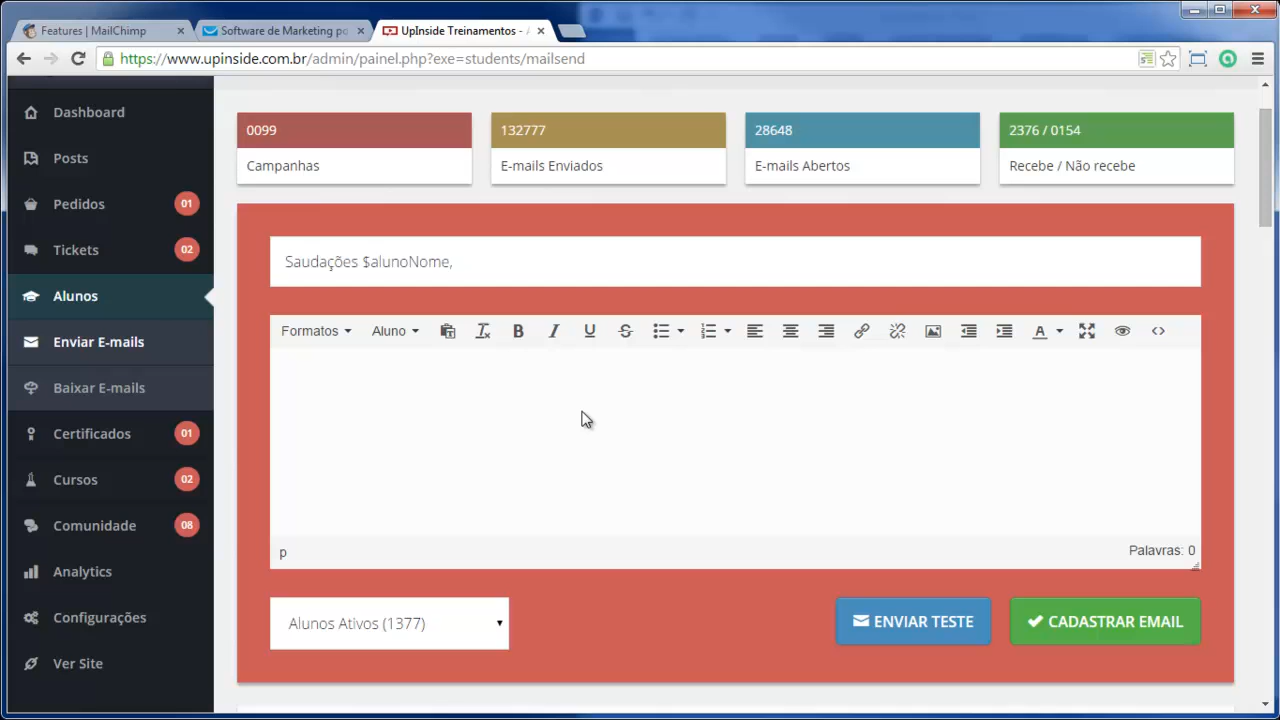 Features | MailChimp
Software de Marketing po
UpInside Treinamentos -
https://www.upinside.com.br/admin/painel.php?exe=students/mailsend
Dashboard
Posts
Pedidos 01
Tickets 02
Alunos
Enviar E-mails
Baixar E-mails
Certificados 01
Cursos 02
Comunidade 08
Analytics
Configurações
Ver Site
0099
Campanhas
132777
E-mails Enviados
28648
E-mails Abertos
2376 / 0154
Recebe / Não recebe
Saudações $alunoNome,
Formatos Aluno
p
Palavras: 0
Alunos Ativos (1377)
ENVIAR TESTE
CADASTRAR EMAIL